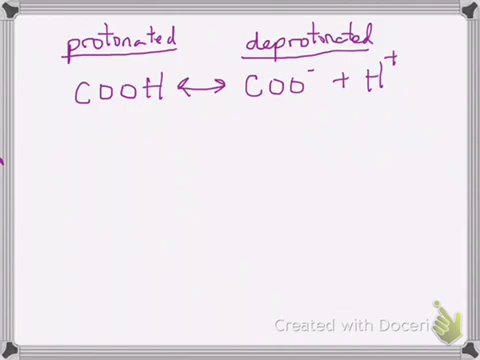 protonated deprotonated
COOH ↔ COO⁻ + H⁺
Created with Doceri